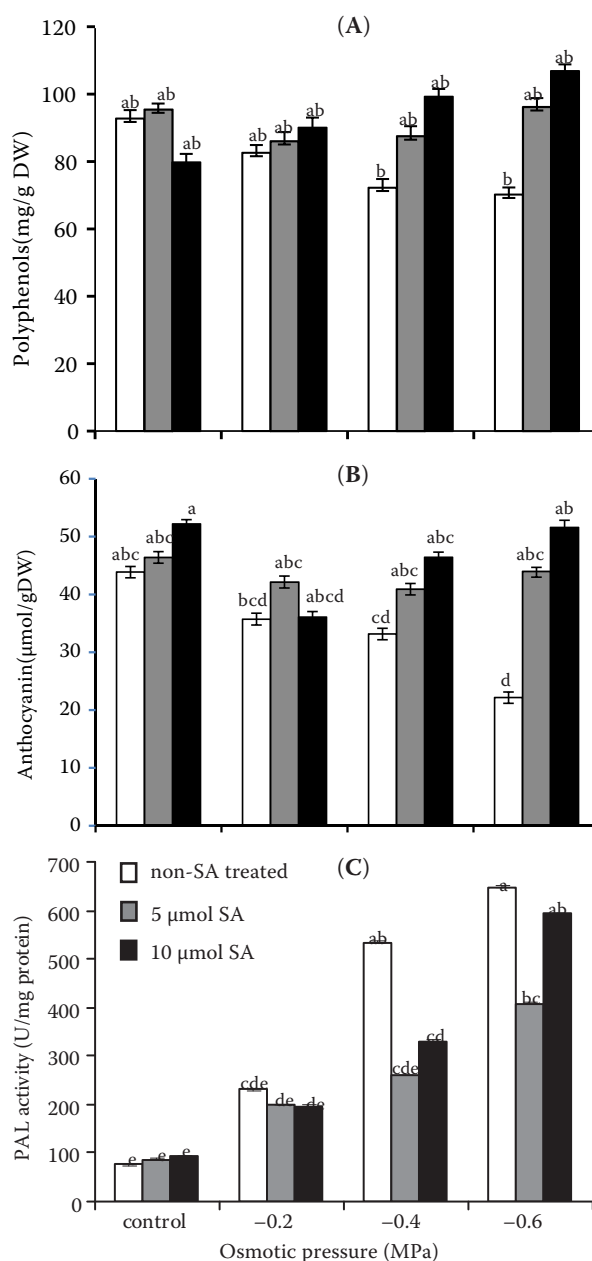 (A)
Polyphenols(mg/g DW)
120
100
80
60
40
20
0
ab ab ab
ab ab ab
b ab ab
b ab ab
(B)
Anthocyanin(µmol/gDW)
60
50
40
30
20
10
0
abc abc a
bcd abc abcd
cd abc abc
d abc ab
(C)
PAL activity (U/mg protein)
700
600
500
400
300
200
100
0
non-SA treated
5 µmol SA
10 µmol SA
e e e
cde de de
ab cde cd
a bc ab
control −0.2 −0.4 −0.6
Osmotic pressure (MPa)